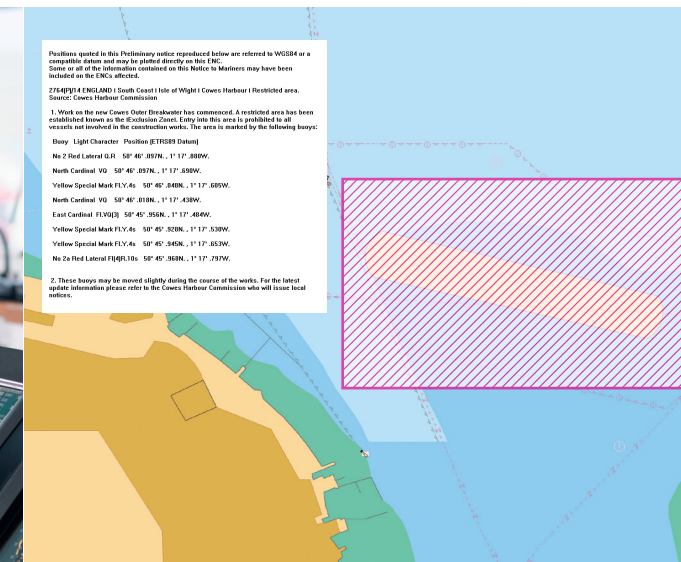 Positions quoted in this Preliminary notice reproduced below are referred to WGS84 or a
compatible datum and may be plotted directly on this ENC.
Some or all of the information contained on this Notice to Mariners may have been
included on the ENCs affected.
2764(P)/14 ENGLAND I South Coast I Isle of Wight I Cowes Harbour I Restricted area.
Source: Cowes Harbour Commission
1. Work on the new Cowes Outer Breakwater has commenced. A restricted area has been
established known as the IExclusion ZoneI. Entry into this area is prohibited to all
vessels not involved in the construction works. The area is marked by the following buoys:
Buoy Light Character Position (ETRS89 Datum)
No 2 Red Lateral Q.R 50° 46' .097N. , 1° 17' .880W.
North Cardinal VQ 50° 46' .097N. , 1° 17' .690W.
Yellow Special Mark Fl.Y.4s 50° 46' .048N. , 1° 17' .605W.
North Cardinal VQ 50° 46' .018N. , 1° 17' .438W.
East Cardinal Fl.VQ(3) 50° 45' .956N. , 1° 17' .484W.
Yellow Special Mark Fl.Y.4s 50° 45' .928N. , 1° 17' .530W.
Yellow Special Mark Fl.Y.4s 50° 45' .945N. , 1° 17' .653W.
No 2a Red Lateral Fl(4)R.10s 50° 45' .968N. , 1° 17' .797W.
2. These buoys may be moved slightly during the course of the works. For the latest
update information please refer to the Cowes Harbour Commission who will issue local
notices.